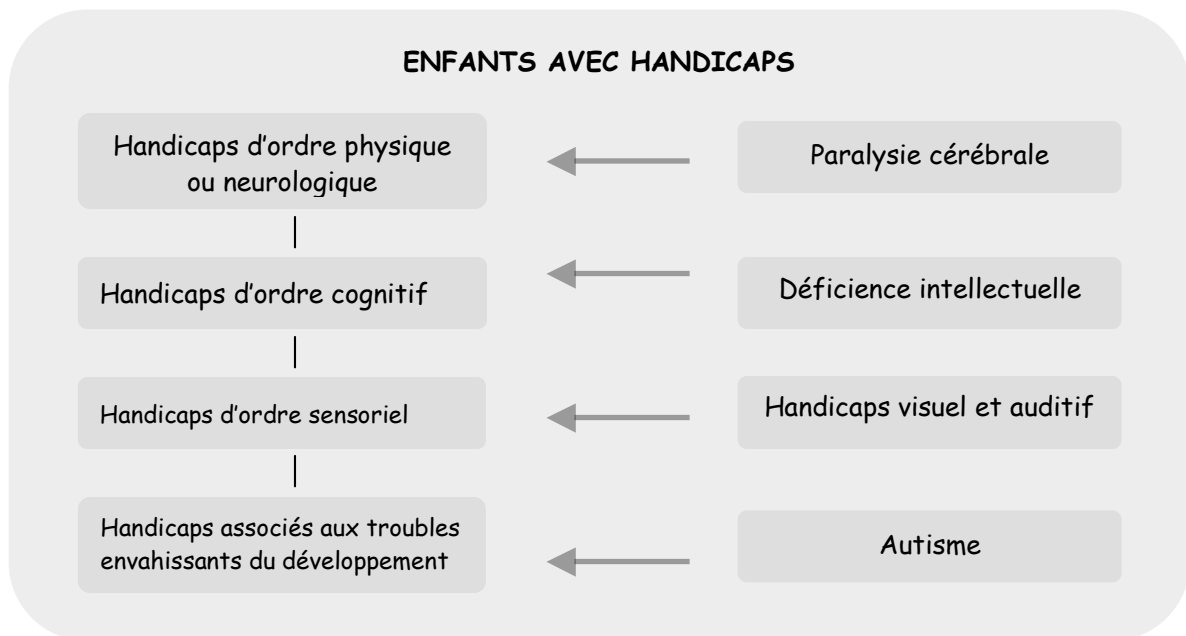 ENFANTS AVEC HANDICAPS
Handicaps d'ordre physique
ou neurologique
Paralysie cérébrale
Handicaps d'ordre cognitif
Déficience intellectuelle
Handicaps d'ordre sensoriel
Handicaps visuel et auditif
Handicaps associés aux troubles
envahissants du développement
Autisme